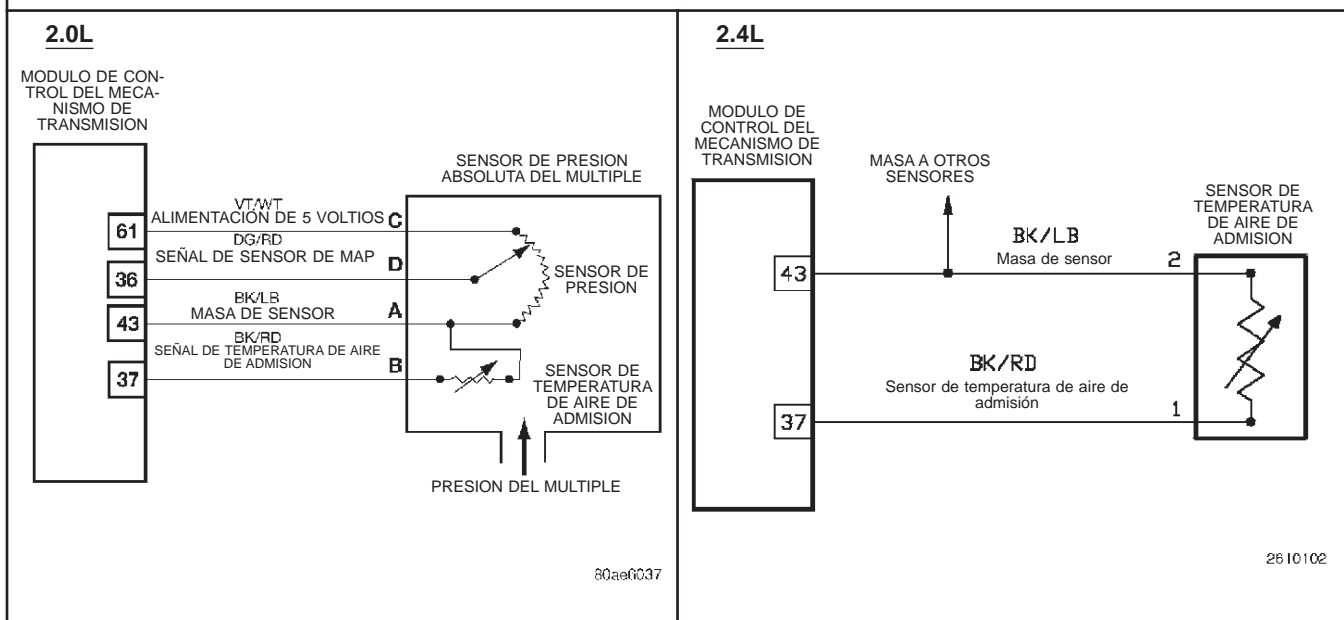 2.0L
MODULO DE CON-
TROL DEL MECA-
NISMO DE
TRANSMISION
61
36
43
37
VT/WT
ALIMENTACIÓN DE 5 VOLTIOS
C
DG/RD
SEÑAL DE SENSOR DE MAP
D
BK/LB
MASA DE SENSOR
A
BK/RD
SEÑAL DE TEMPERATURA DE AIRE
DE ADMISION
B
SENSOR DE PRESION
ABSOLUTA DEL MULTIPLE
SENSOR DE
PRESION
SENSOR DE
TEMPERATURA
DE AIRE DE
ADMISION
PRESION DEL MULTIPLE
80ae6037
2.4L
MODULO DE
CONTROL DEL
MECANISMO DE
TRANSMISION
MASA A OTROS
SENSORES
SENSOR DE
TEMPERATURA
DE AIRE DE
ADMISION
43
BK/LB
Masa de sensor
2
BK/RD
Sensor de temperatura de aire de
admisión
37
1
2610102